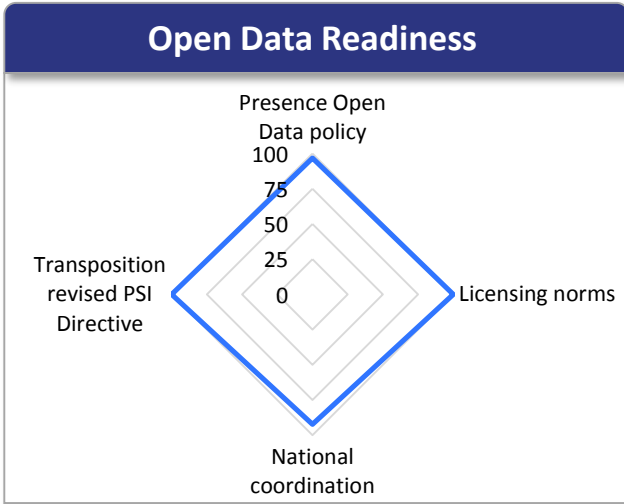 Open Data Readiness
Presence Open
Data policy
100
75
50
25
0
Transposition
revised PSI
Directive
Licensing norms
National
coordination